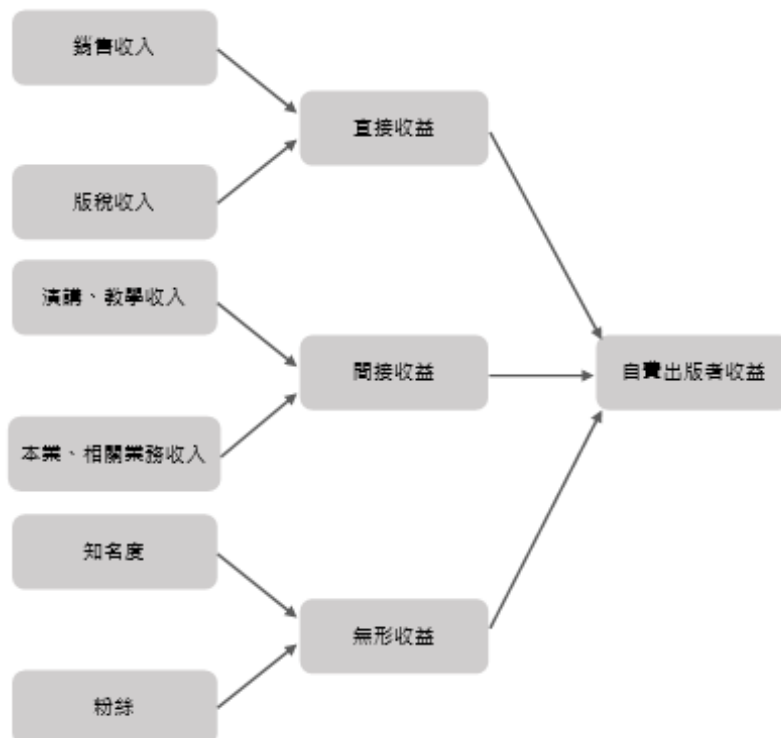 銷售收入
直接收益
版稅收入
演講、教學收入
間接收益
自費出版者收益
本業、相關業務收入
知名度
無形收益
粉絲